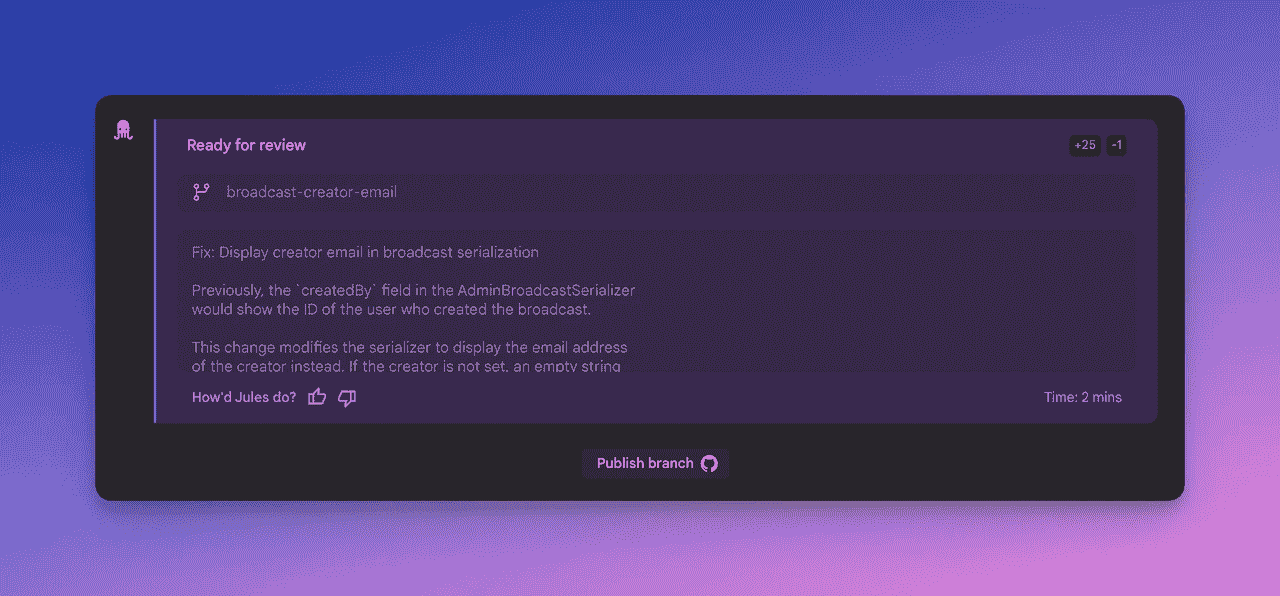 Ready for review
+25 -1
broadcast-creator-email
Fix: Display creator email in broadcast serialization
Previously, the `createdBy` field in the AdminBroadcastSerializer
would show the ID of the user who created the broadcast.
This change modifies the serializer to display the email address
of the creator instead. If the creator is not set, an empty string
How'd Jules do?
Time: 2 mins
Publish branch